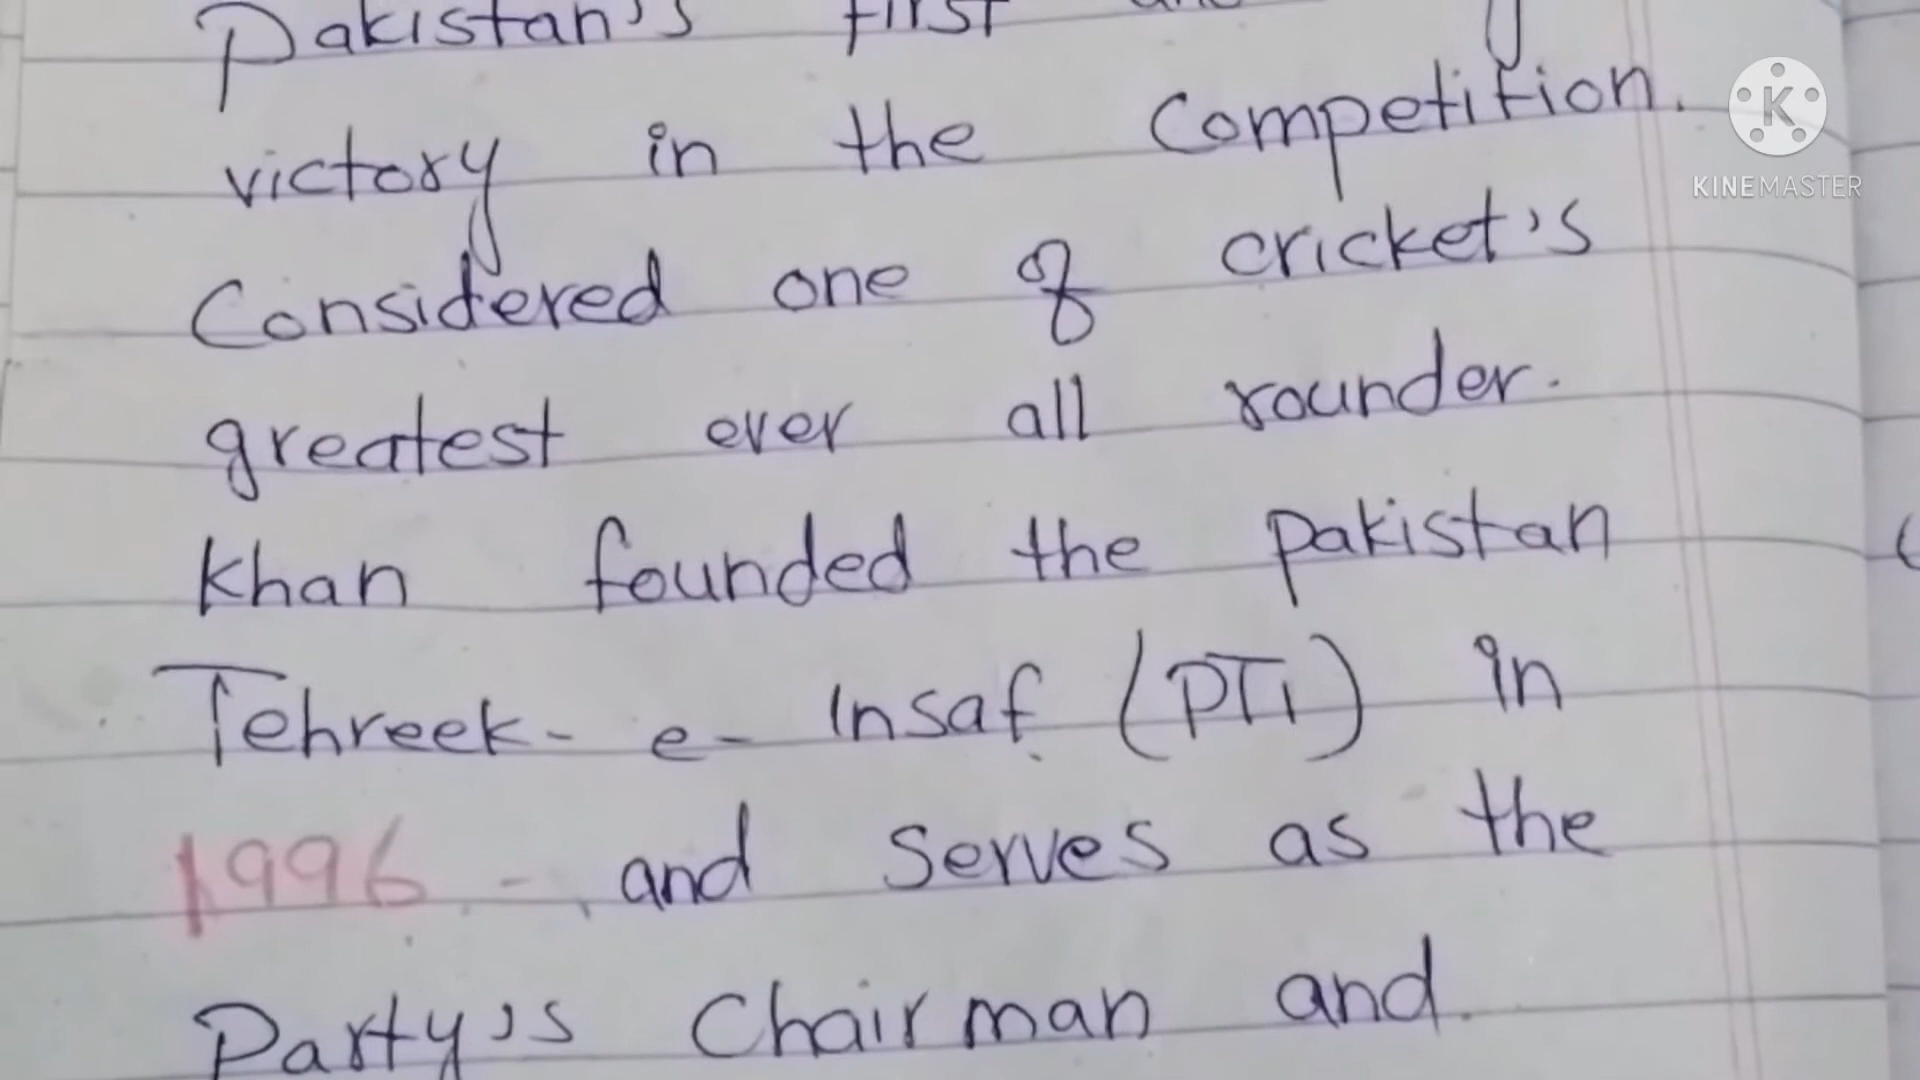 Pakistan's first
victory in the Competition.
Considered one of cricket's
greatest ever all rounder.
Khan founded the Pakistan
Tehreek- e- Insaf (PTI) in
1996 - and serves as the
Party's Chairman and
KINEMASTER